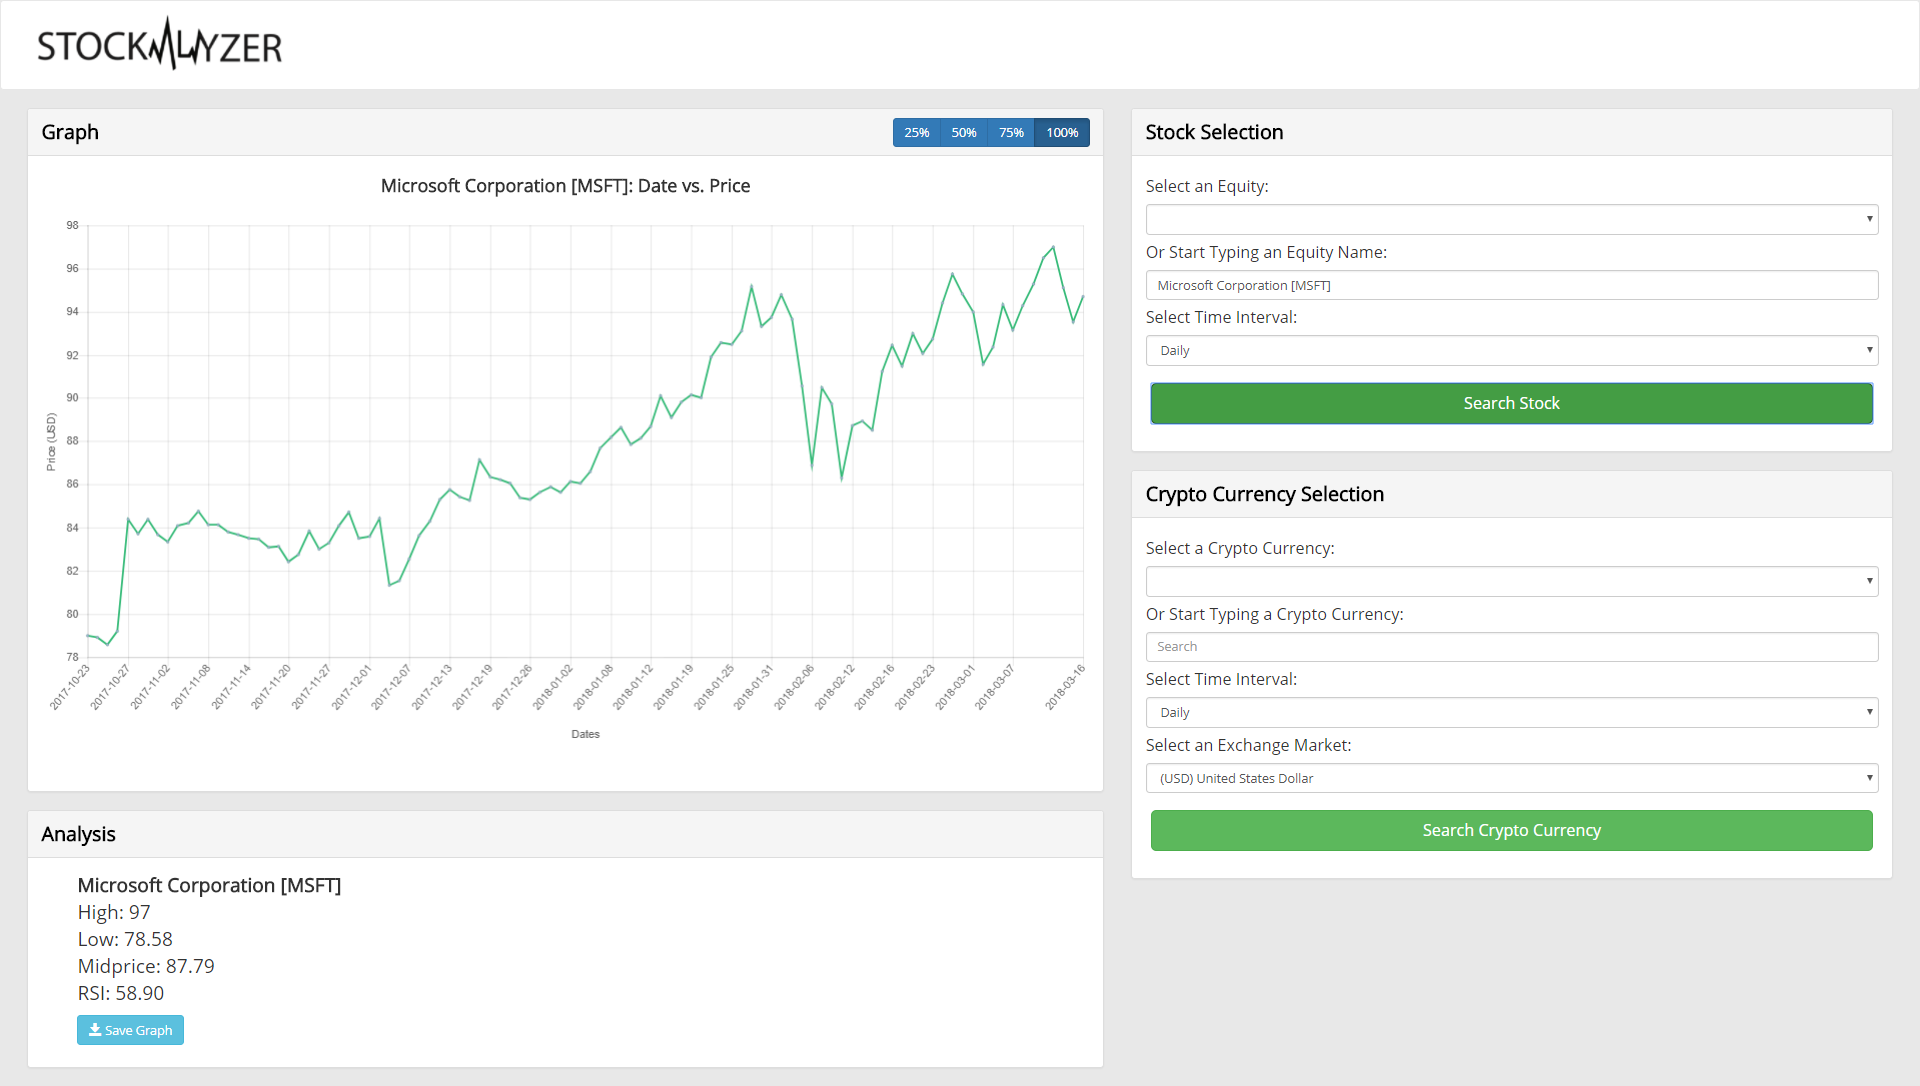 STOCKALYZER
Graph
25% 50% 75% 100%
Microsoft Corporation [MSFT]: Date vs. Price
98
96
94
92
90
88
86
84
82
80
78
Price (USD)
2017-10-23 2017-10-27 2017-11-02 2017-11-08 2017-11-14 2017-11-20 2017-11-27 2017-12-01 2017-12-07 2017-12-13 2017-12-19 2017-12-26 2018-01-02 2018-01-08 2018-01-12 2018-01-19 2018-01-25 2018-01-31 2018-02-06 2018-02-12 2018-02-16 2018-02-23 2018-03-01 2018-03-07 2018-03-16
Dates
Analysis
Microsoft Corporation [MSFT]
High: 97
Low: 78.58
Midprice: 87.79
RSI: 58.90
Save Graph
Stock Selection
Select an Equity:
Or Start Typing an Equity Name:
Microsoft Corporation [MSFT]
Select Time Interval:
Daily
Search Stock
Crypto Currency Selection
Select a Crypto Currency:
Or Start Typing a Crypto Currency:
Search
Select Time Interval:
Daily
Select an Exchange Market:
(USD) United States Dollar
Search Crypto Currency